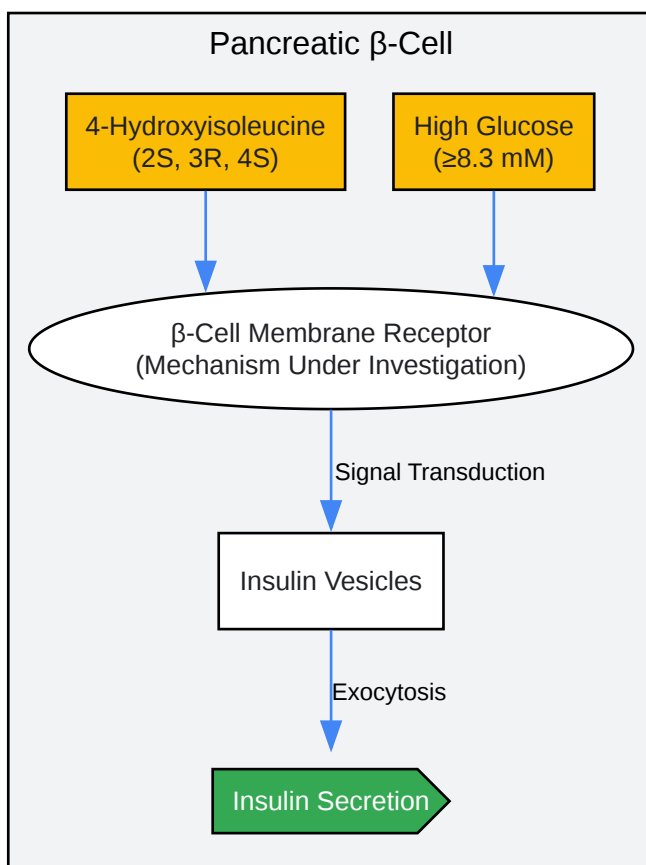 Pancreatic β-Cell
4-Hydroxyisoleucine
(2S, 3R, 4S)
High Glucose
(≥8.3 mM)
β-Cell Membrane Receptor
(Mechanism Under Investigation)
Signal Transduction
Insulin Vesicles
Exocytosis
Insulin Secretion